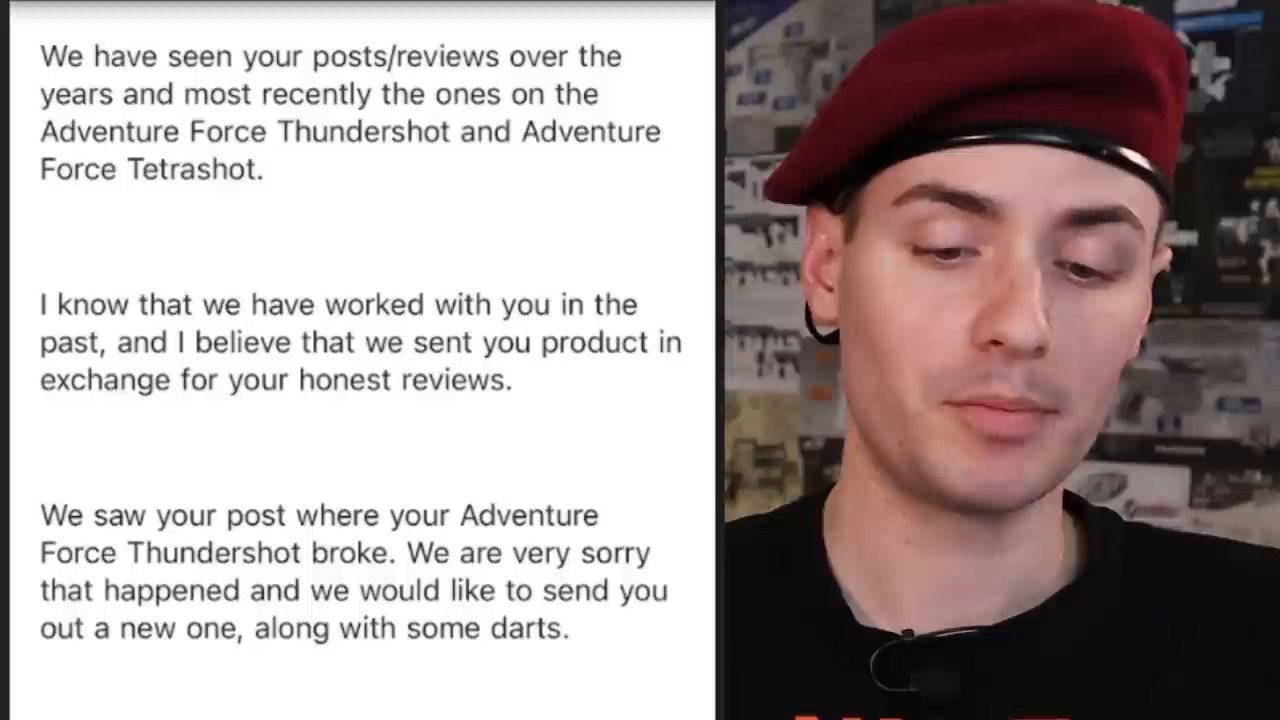 We have seen your posts/reviews over the
years and most recently the ones on the
Adventure Force Thundershot and Adventure
Force Tetrashot.
I know that we have worked with you in the
past, and I believe that we sent you product in
exchange for your honest reviews.
We saw your post where your Adventure
Force Thundershot broke. We are very sorry
that happened and we would like to send you
out a new one, along with some darts.